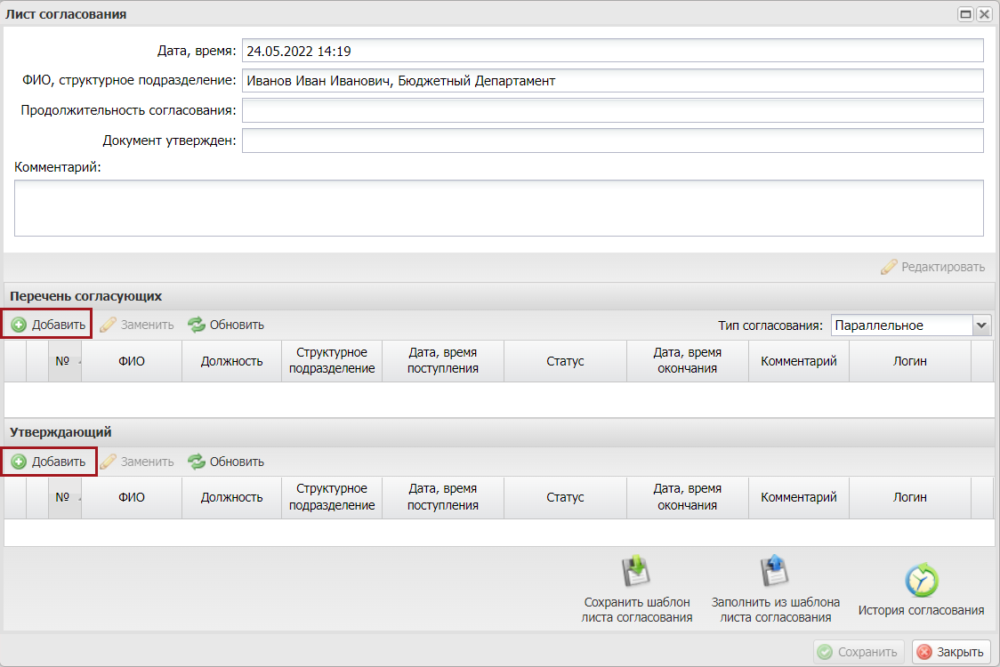 Лист согласования
Дата, время: 24.05.2022 14:19
ФИО, структурное подразделение: Иванов Иван Иванович, Бюджетный Департамент
Продолжительность согласования:
Документ утвержден:
Комментарий:
Редактировать
Перечень согласующих
Добавить Заменить Обновить Тип согласования: Параллельное
№ ФИО Должность Структурное подразделение Дата, время поступления Статус Дата, время окончания Комментарий Логин
Утверждающий
Добавить Заменить Обновить
№ ФИО Должность Структурное подразделение Дата, время поступления Статус Дата, время окончания Комментарий Логин
Сохранить шаблон листа согласования
Заполнить из шаблона листа согласования
История согласования
Сохранить Закрыть